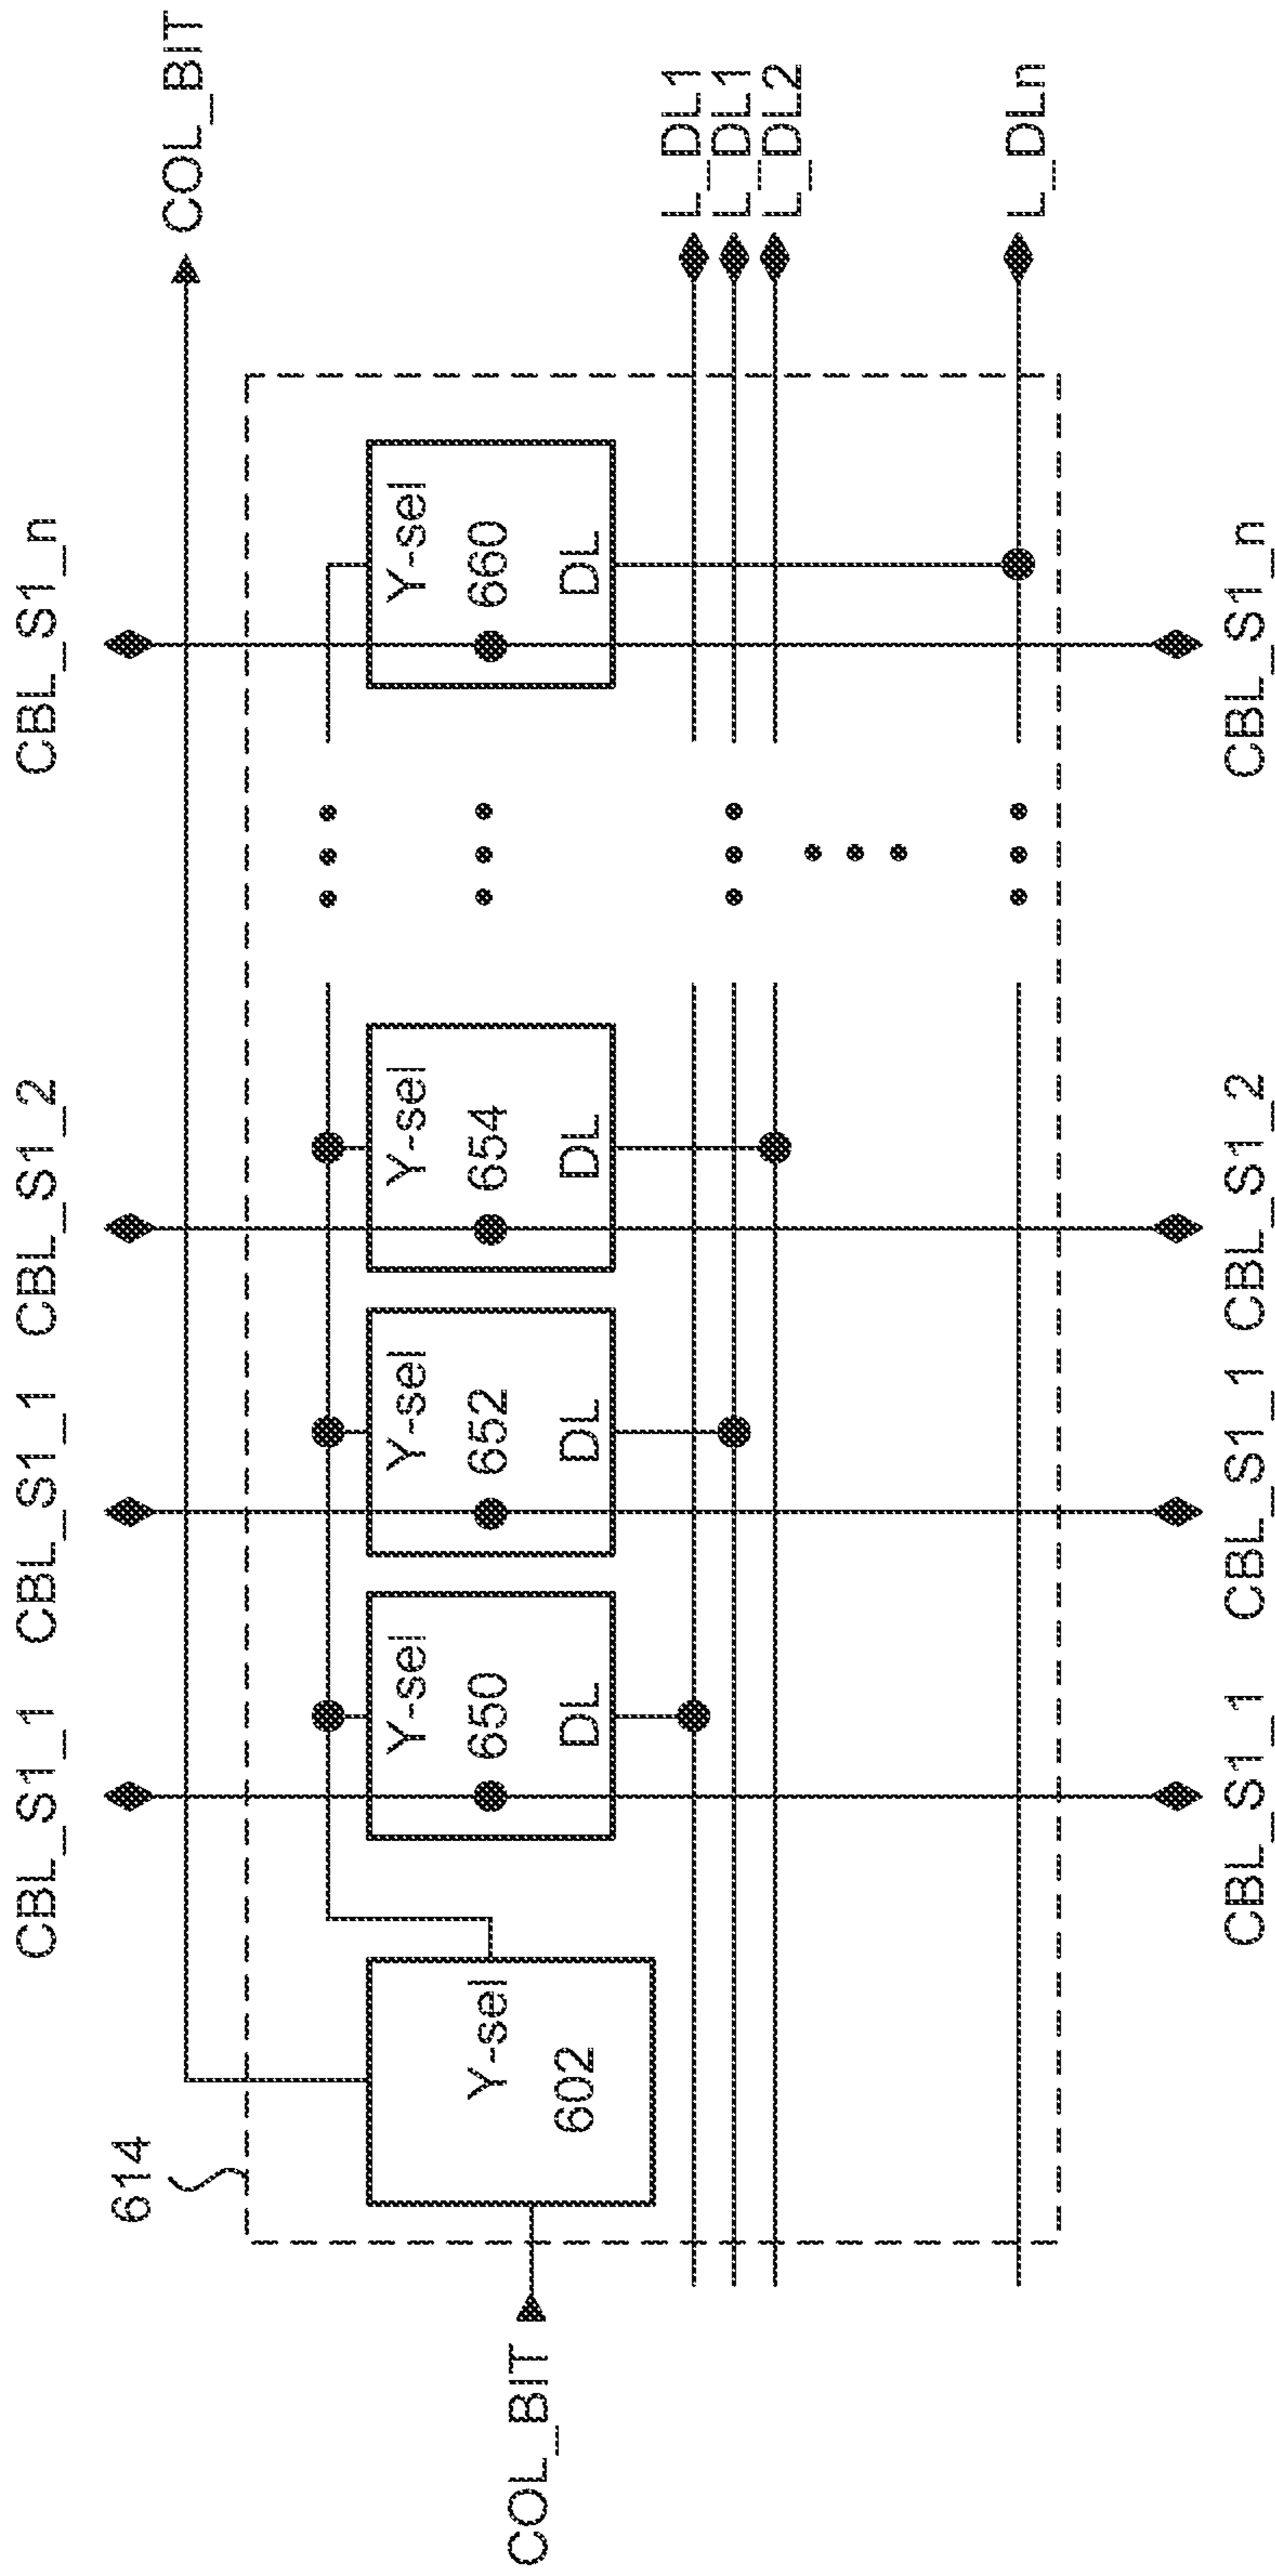 CBL_S1_1 CBL_S1_1 CBL_S1_2 CBL_S1_n
614
COL_BIT
Y-sel
Y-sel
Y-sel
Y-sel
Y-sel
602
650
652
654
660
DL
DL
DL
DL
COL_BIT
L_DL1
L_DL1
L_DL2
L_DLn
CBL_S1_1 CBL_S1_1 CBL_S1_2 CBL_S1_n